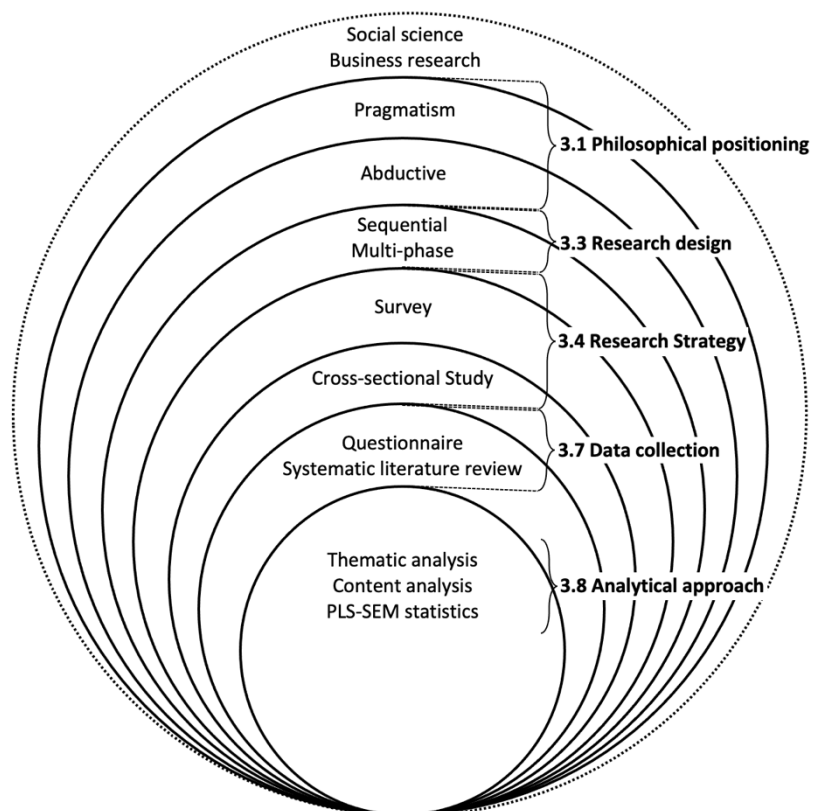 Social science
Business research
Pragmatism
3.1 Philosophical positioning
Abductive
Sequential
Multi-phase
3.3 Research design
Survey
3.4 Research Strategy
Cross-sectional Study
Questionnaire
Systematic literature review
3.7 Data collection
Thematic analysis
Content analysis
PLS-SEM statistics
3.8 Analytical approach